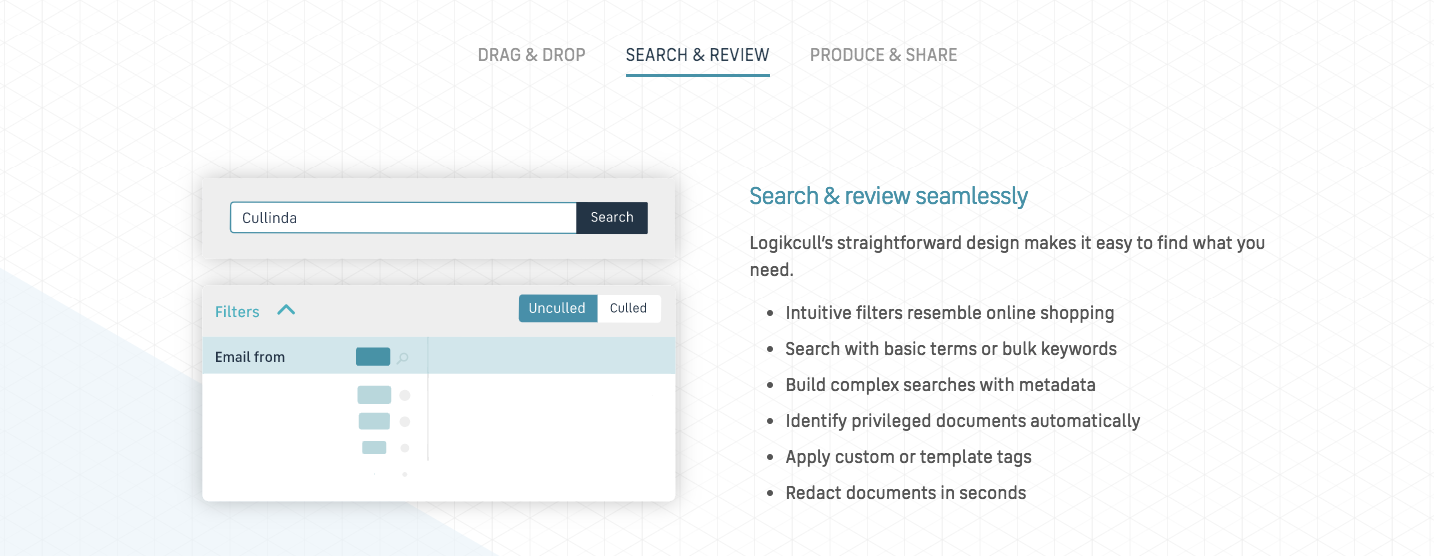 DRAG & DROP
SEARCH & REVIEW
PRODUCE & SHARE
Cullinda
Search
Filters
Unculled
Culled
Email from
Search & review seamlessly
Logikcull’s straightforward design makes it easy to find what you
need.
• Intuitive filters resemble online shopping
• Search with basic terms or bulk keywords
• Build complex searches with metadata
• Identify privileged documents automatically
• Apply custom or template tags
• Redact documents in seconds